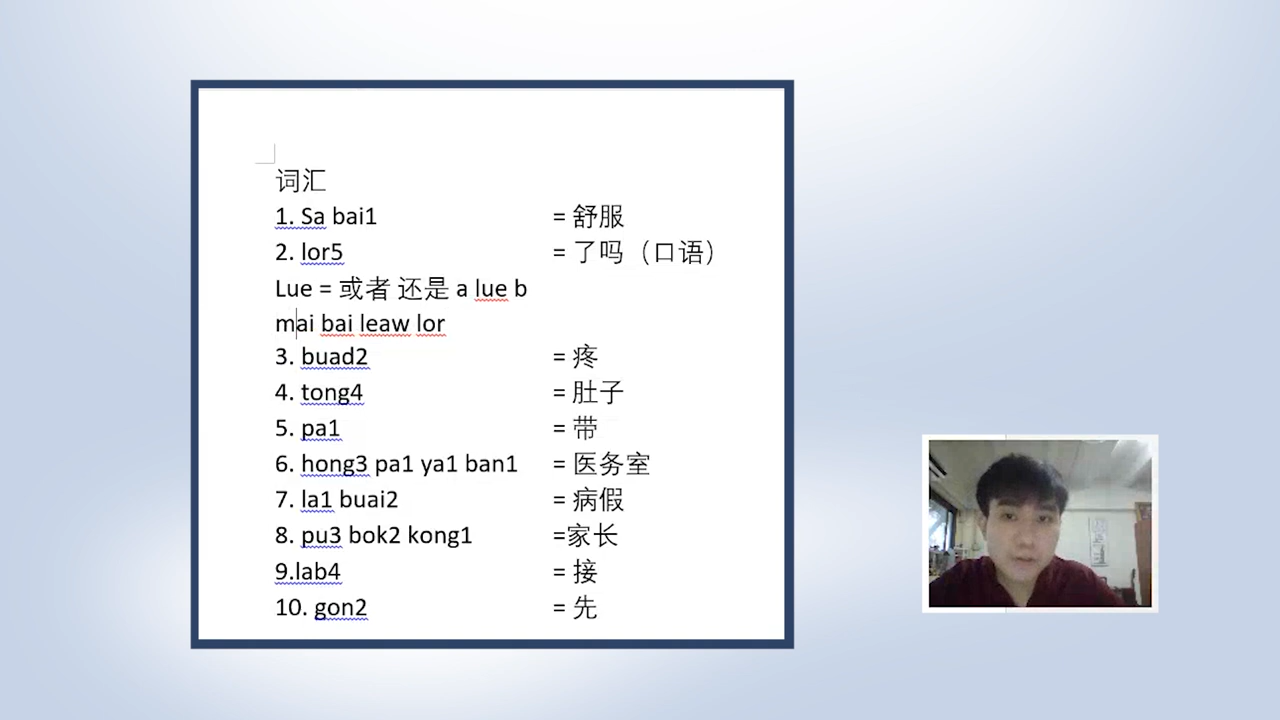 词汇
1. Sa bai1 = 舒服
2. lor5 = 了吗（口语）
Lue = 或者 还是 a lue b
mai bai leaw lor
3. buad2 = 疼
4. tong4 = 肚子
5. pa1 = 带
6. hong3 pa1 ya1 ban1 = 医务室
7. la1 buai2 = 病假
8. pu3 bok2 kong1 =家长
9.lab4 = 接
10. gon2 = 先